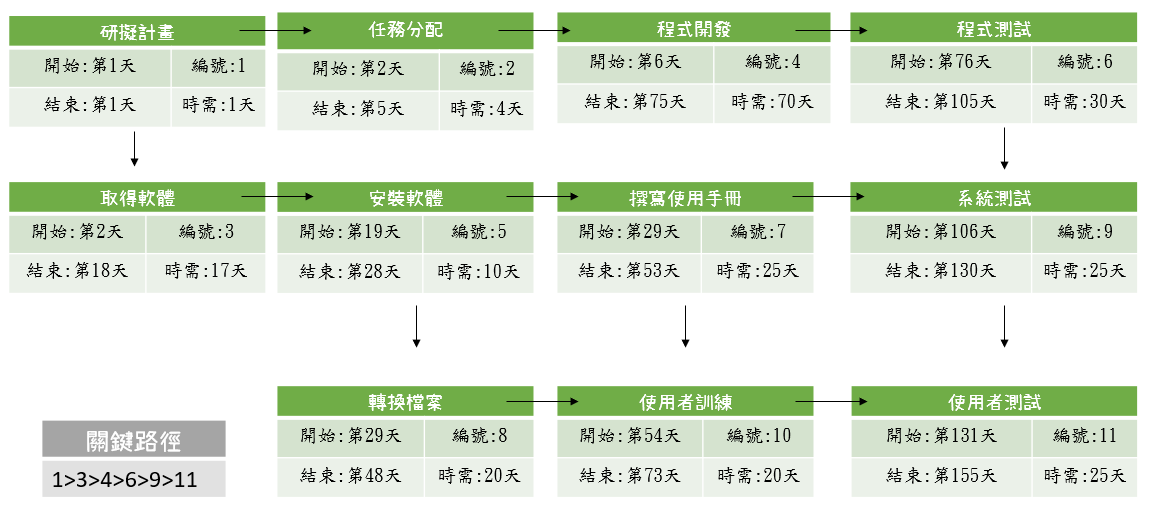 研擬計畫
開始:第1天 編號:1
結束:第1天 時需:1天
任務分配
開始:第2天 編號:2
結束:第5天 時需:4天
程式開發
開始:第6天 編號:4
結束:第75天 時需:70天
程式測試
開始:第76天 編號:6
結束:第105天 時需:30天
取得軟體
開始:第2天 編號:3
結束:第18天 時需:17天
安裝軟體
開始:第19天 編號:5
結束:第28天 時需:10天
撰寫使用手冊
開始:第29天 編號:7
結束:第53天 時需:25天
系統測試
開始:第106天 編號:9
結束:第130天 時需:25天
轉換檔案
開始:第29天 編號:8
結束:第48天 時需:20天
使用者訓練
開始:第54天 編號:10
結束:第73天 時需:20天
使用者測試
開始:第131天 編號:11
結束:第155天 時需:25天
關鍵路徑
1>3>4>6>9>11